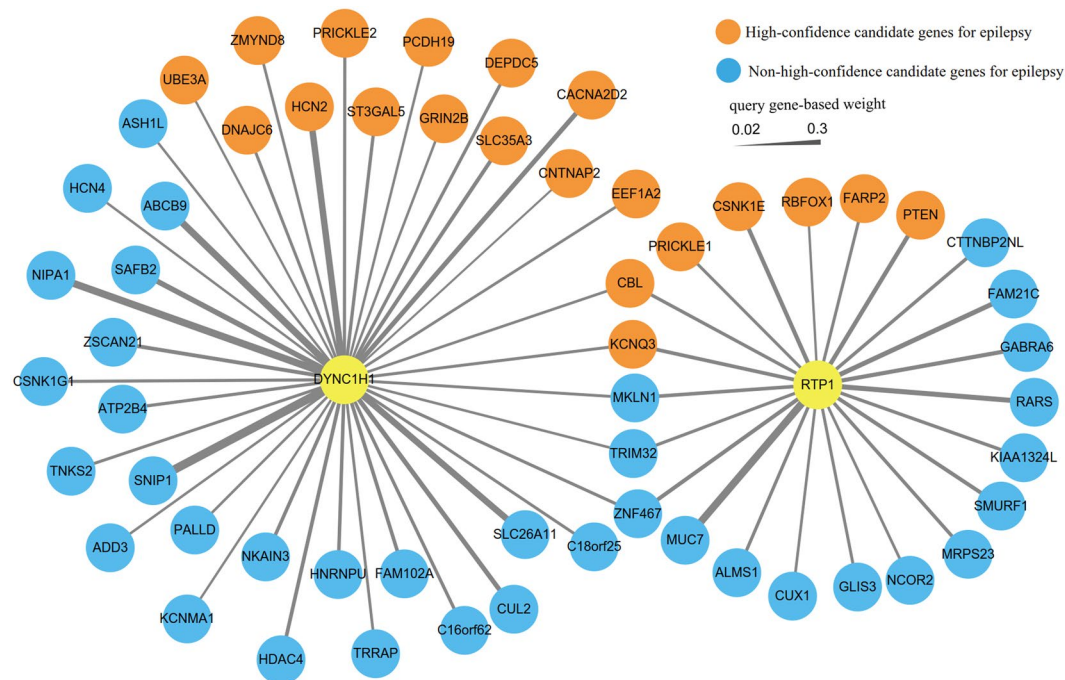 ZMYND8
PRICKLE2
PCDH19
DEPDC5
CACNA2D2
UBE3A
HCN2
ST3GAL5
GRIN2B
SLC35A3
DNAJC6
CNTNAP2
EEF1A2
ASH1L
HCN4
ABCB9
NIPA1
SAFB2
ZSCAN21
CSNK1G1
ATP2B4
TNKS2
SNIP1
ADD3
PALLD
KCNMA1
NKAIN3
HDAC4
HNRNPU
TRRAP
FAM102A
C16orf62
CUL2
SLC26A11
C18orf25
DYNC1H1
CBL
KCNQ3
MKLN1
TRIM32
ZNF467
High-confidence candidate genes for epilepsy
Non-high-confidence candidate genes for epilepsy
query gene-based weight
0.02 0.3
PRICKLE1
CSNK1E
RBFOX1
FARP2
PTEN
CTTNBP2NL
FAM21C
GABRA6
RARS
KIAA1324L
SMURF1
MRPS23
NCOR2
GLIS3
CUX1
ALMS1
MUC7
RTP1